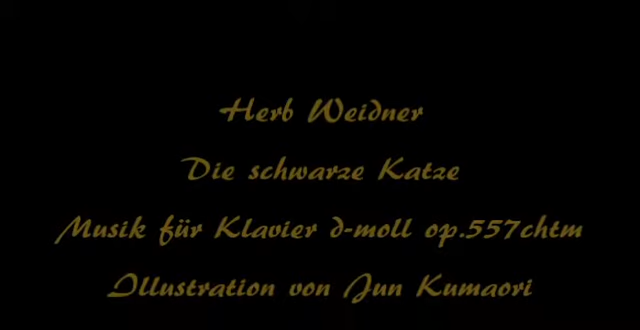 Herb Weidner
Die schwarze Katze
Musik für Klavier d-moll op.557chtm
Illustration von Jun Kumaori